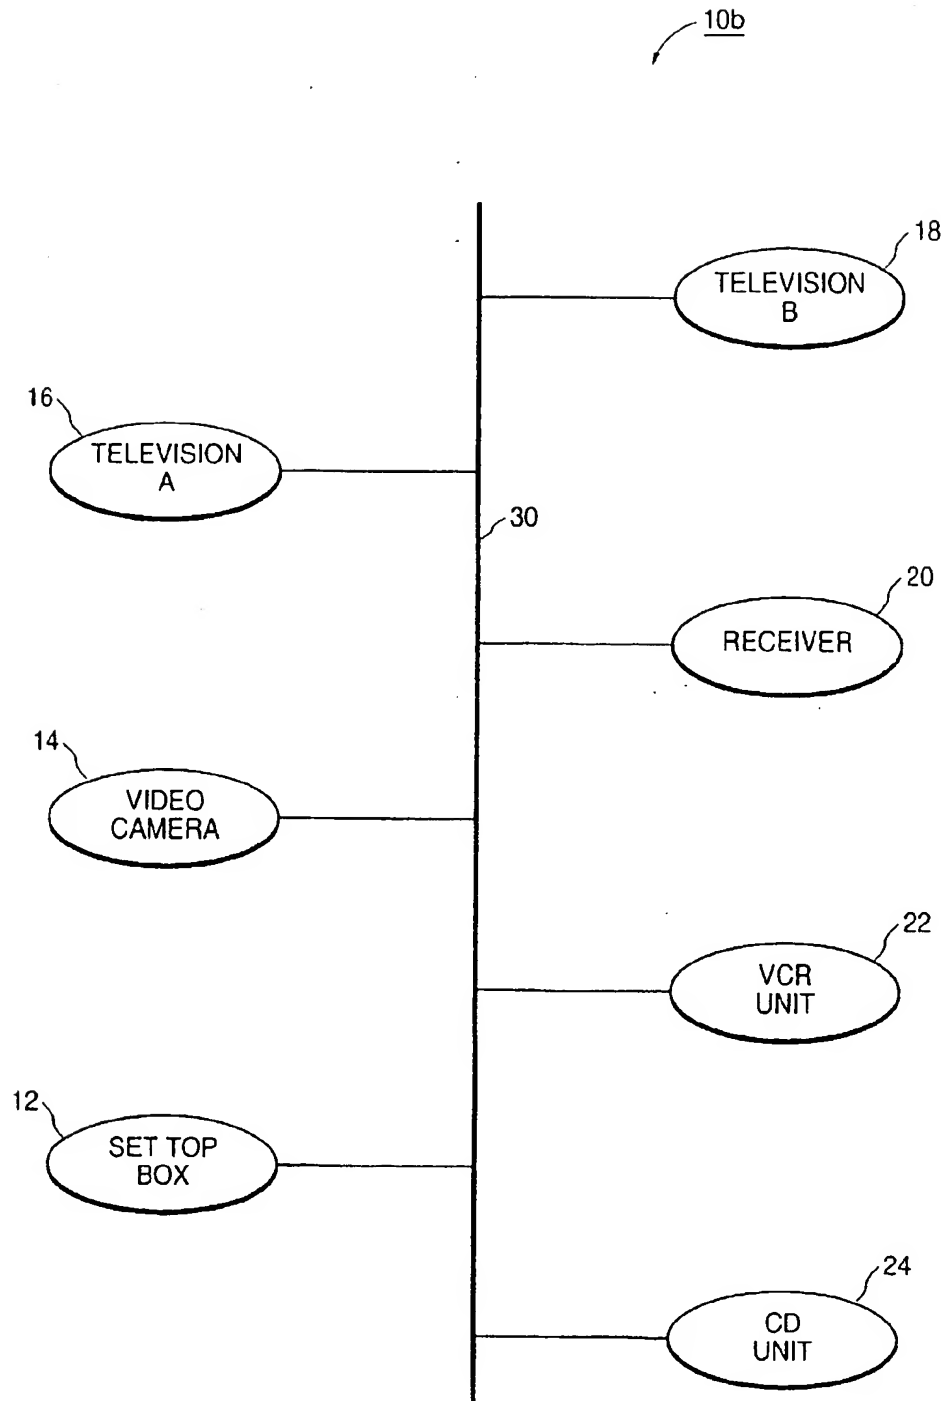 10b
18
TELEVISION
B
16
TELEVISION
A
30
20
RECEIVER
14
VIDEO
CAMERA
22
VCR
UNIT
12
SET TOP
BOX
24
CD
UNIT